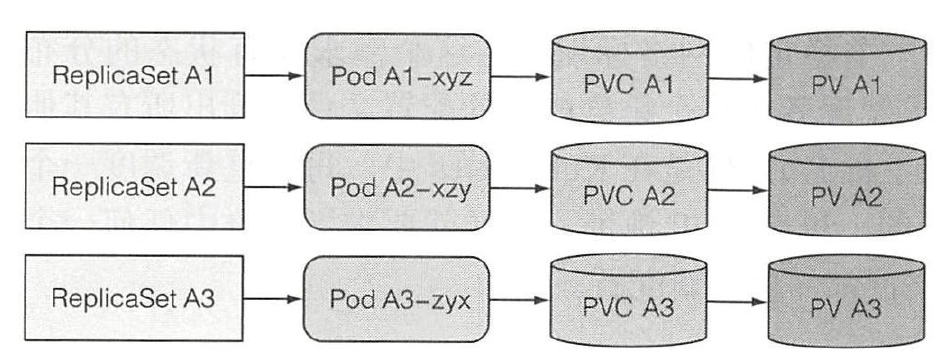 ReplicaSet A1 Pod A1-xyz PVC A1 PV A1
ReplicaSet A2 Pod A2-xzy PVC A2 PV A2
ReplicaSet A3 Pod A3-zyx PVC A3 PV A3